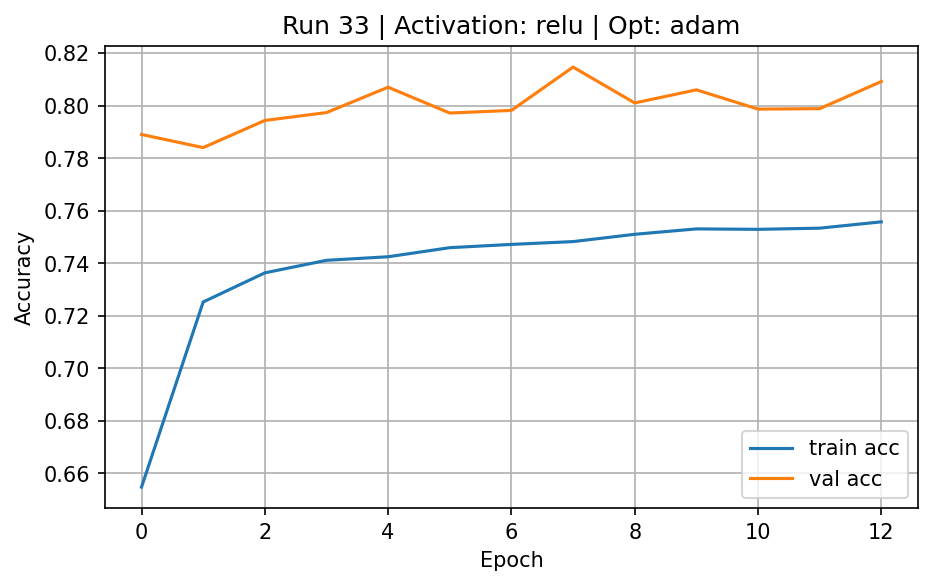 Run 33 | Activation: relu | Opt: adam
0.82
0.80
0.78
0.76
0.74
0.72
0.70
0.68
0.66
Accuracy
train acc
val acc
0 2 4 6 8 10 12
Epoch